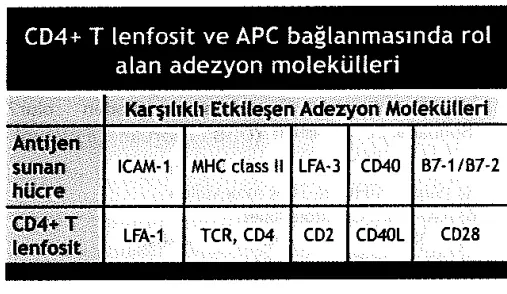 CD4+ T lenfosit ve APC bağlanmasında rol
alan adezyon molekülleri
Karşılıklı Etkileşen Adezyon Molekülleri
Antijen
sunan
hücre
ICAM-1 MHC class II LFA-3 CD40 B7-1/B7-2
CD4+ T
lenfosit
LFA-1 TCR, CD4 CD2 CD40L CD28